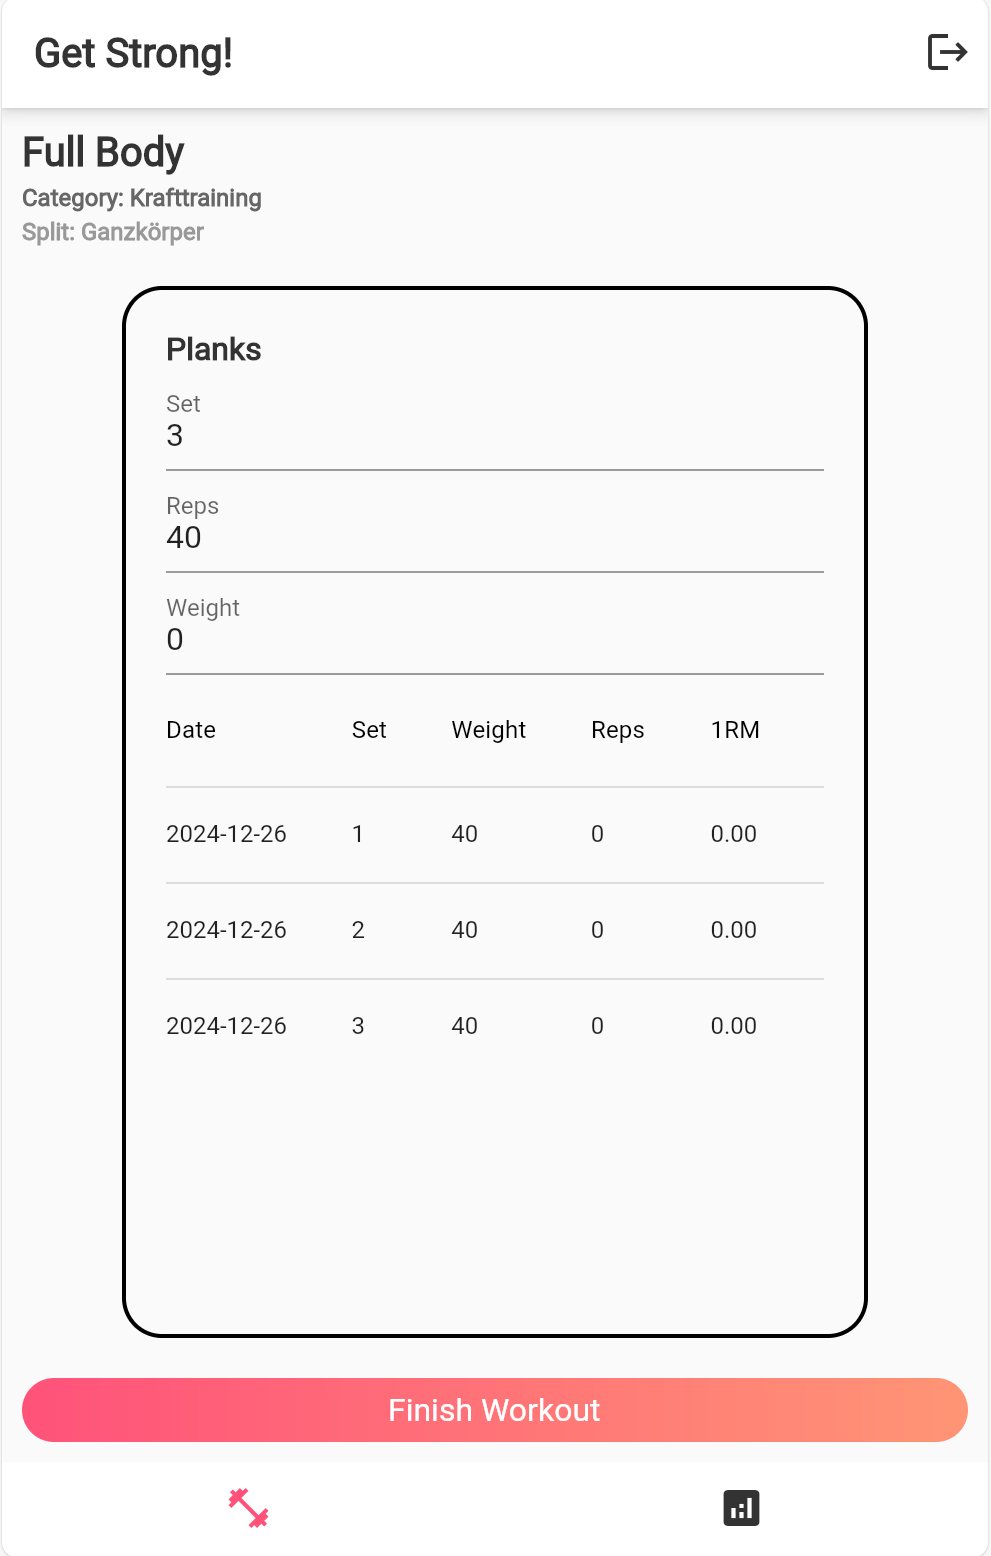 Get Strong!
Full Body
Category: Krafttraining
Split: Ganzkörper
Planks
Set
3
Reps
40
Weight
0
Date Set Weight Reps 1RM
2024-12-26 1 40 0 0.00
2024-12-26 2 40 0 0.00
2024-12-26 3 40 0 0.00
Finish Workout